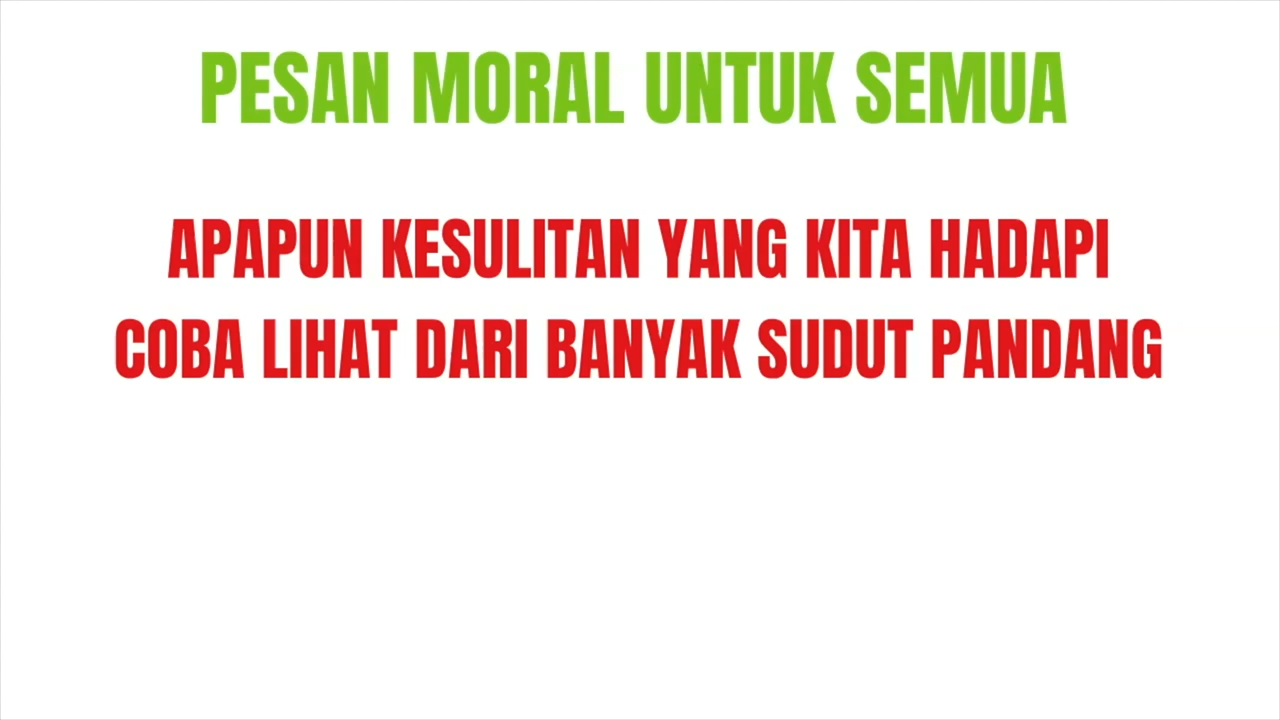 PESAN MORAL UNTUK SEMUA
APAPUN KESULITAN YANG KITA HADAPI
COBA LIHAT DARI BANYAK SUDUT PANDANG